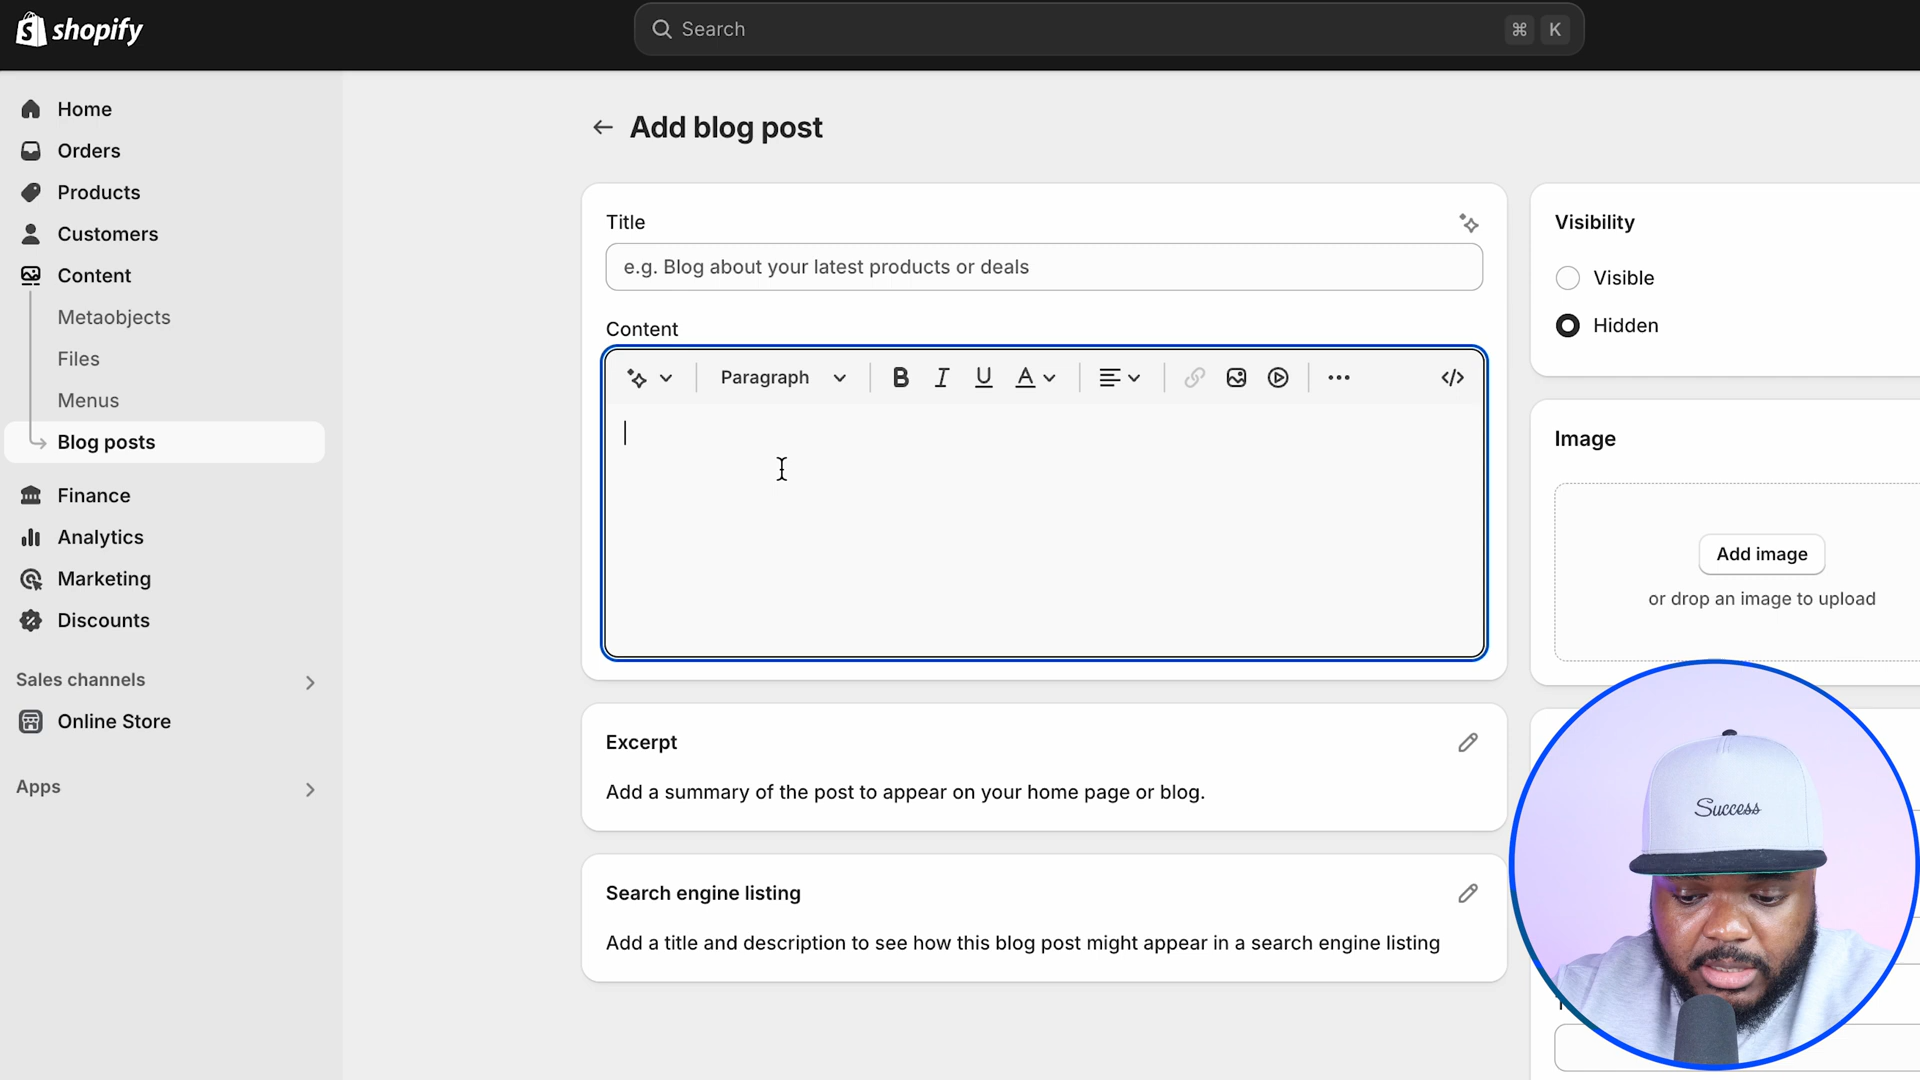 shopify
Search
⌘ K
Home
Orders
Products
Customers
Content
Metaobjects
Files
Menus
Blog posts
Finance
Analytics
Marketing
Discounts
Sales channels
Online Store
Apps
Add blog post
Title
e.g. Blog about your latest products or deals
Content
Paragraph
B I U A
Excerpt
Add a summary of the post to appear on your home page or blog.
Search engine listing
Add a title and description to see how this blog post might appear in a search engine listing
Visibility
Visible
Hidden
Image
Add image
or drop an image to upload
Success